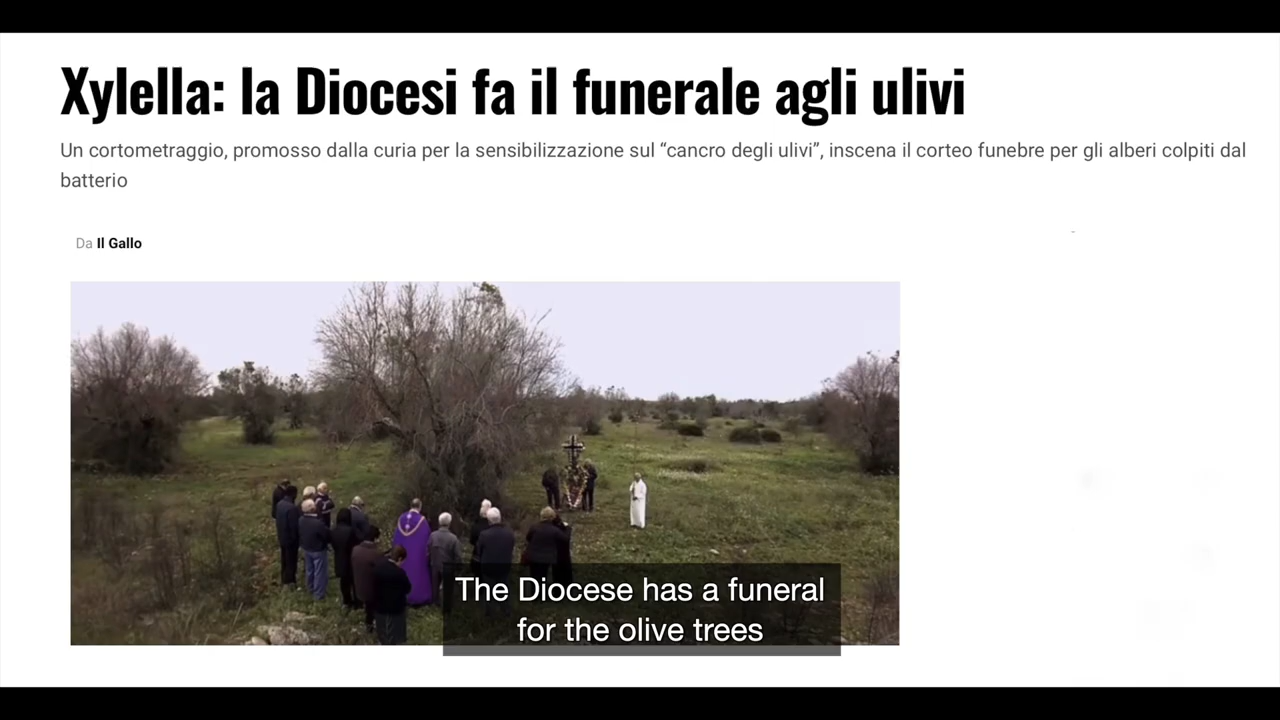 Xylella: la Diocesi fa il funerale agli ulivi
Un cortometraggio, promosso dalla curia per la sensibilizzazione sul “cancro degli ulivi”, inscena il corteo funebre per gli alberi colpiti dal
batterio
Da Il Gallo
The Diocese has a funeral
for the olive trees